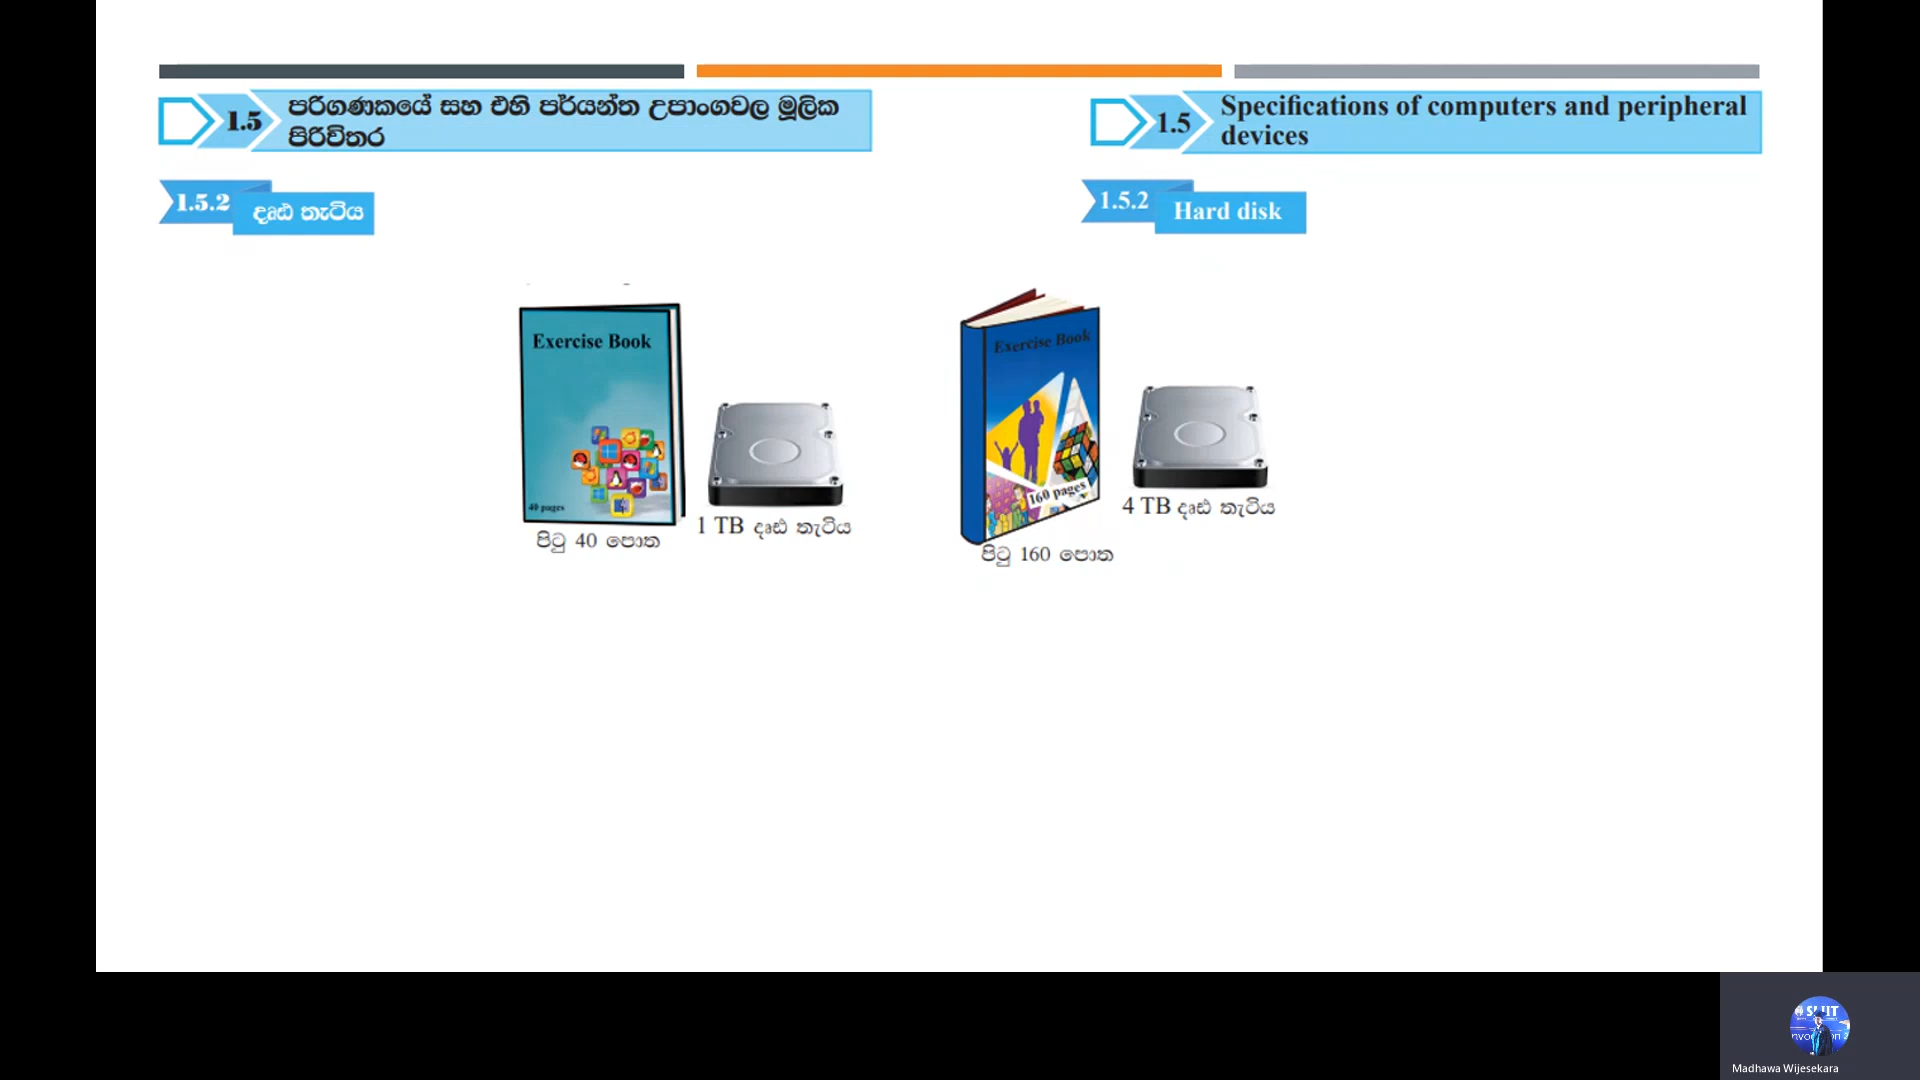 1.5
පරිගණකයේ සහ එහි පර්යන්ත උපාංගවල මූලික
පිරිවිතර
1.5
Specifications of computers and peripheral
devices
1.5.2
දෘඪ තැටිය
1.5.2
Hard disk
Exercise Book
40 pages
පිටු 40 පොත
1 TB දෘඪ තැටිය
Exercise Book
160 pages
පිටු 160 පොත
4 TB දෘඪ තැටිය
SLIIT
Madhawa Wijesekara